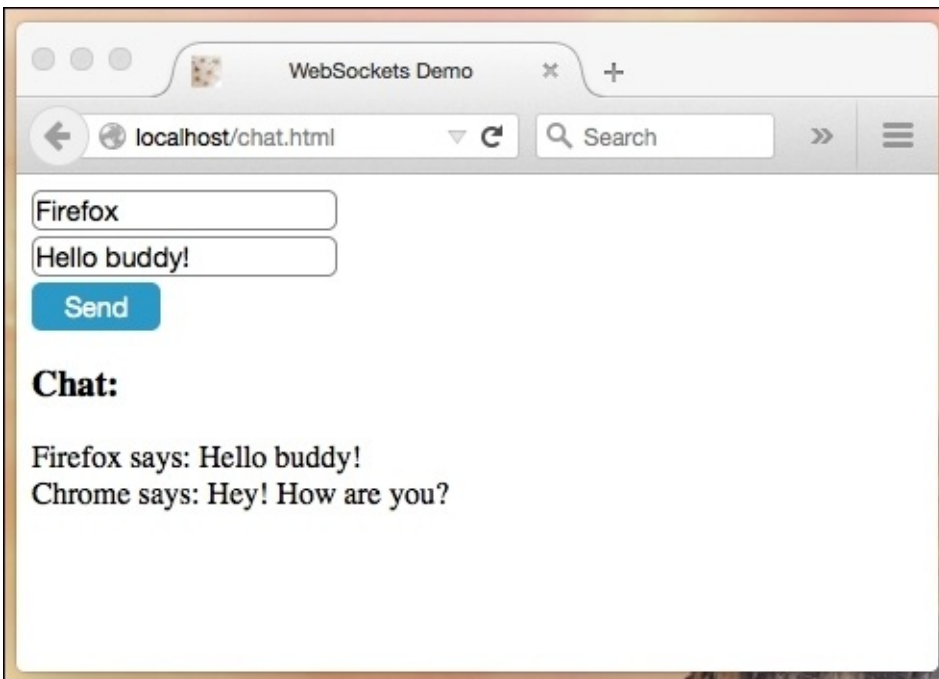 WebSockets Demo
localhost/chat.html
Search
Firefox
Hello buddy!
Send
Chat:
Firefox says: Hello buddy!
Chrome says: Hey! How are you?